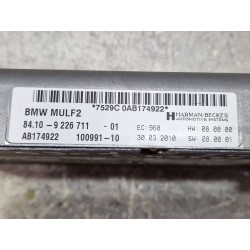 *7529C 0AB174922*
HARMAN/BECKER
AUTOMOTIVE SYSTEMS
BMW MULF2
84.10- 9 226 711 - 01 EC:968 HW: 08.00.00
AB174922 100991-10 30.03.2010 SW: 08.00.01